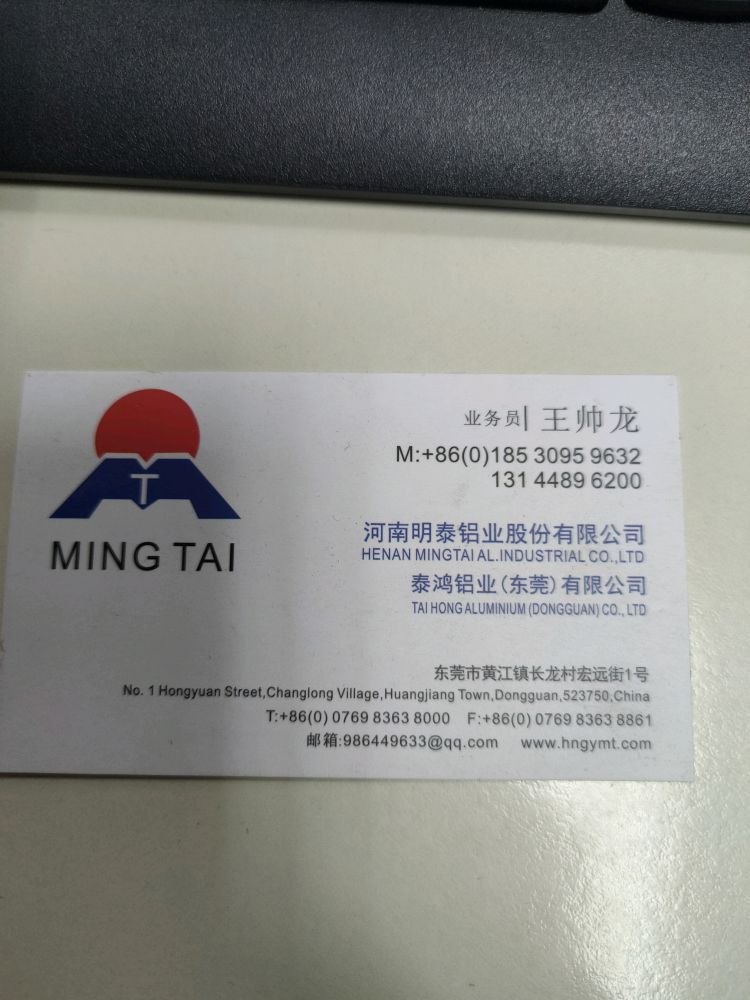 T
MING TAI
业务员| 王帅龙
M:+86(0)185 3095 9632
131 4489 6200
河南明泰铝业股份有限公司
HENAN MINGTAI AL.INDUSTRIAL CO.,LTD
泰鸿铝业(东莞)有限公司
TAI HONG ALUMINIUM (DONGGUAN) CO., LTD
东莞市黄江镇长龙村宏远街1号
No. 1 Hongyuan Street,Changlong Village,Huangjiang Town,Dongguan,523750,China
T:+86(0) 0769 8363 8000 F:+86(0) 0769 8363 8861
邮箱:986449633@qq.com www.hngymt.com